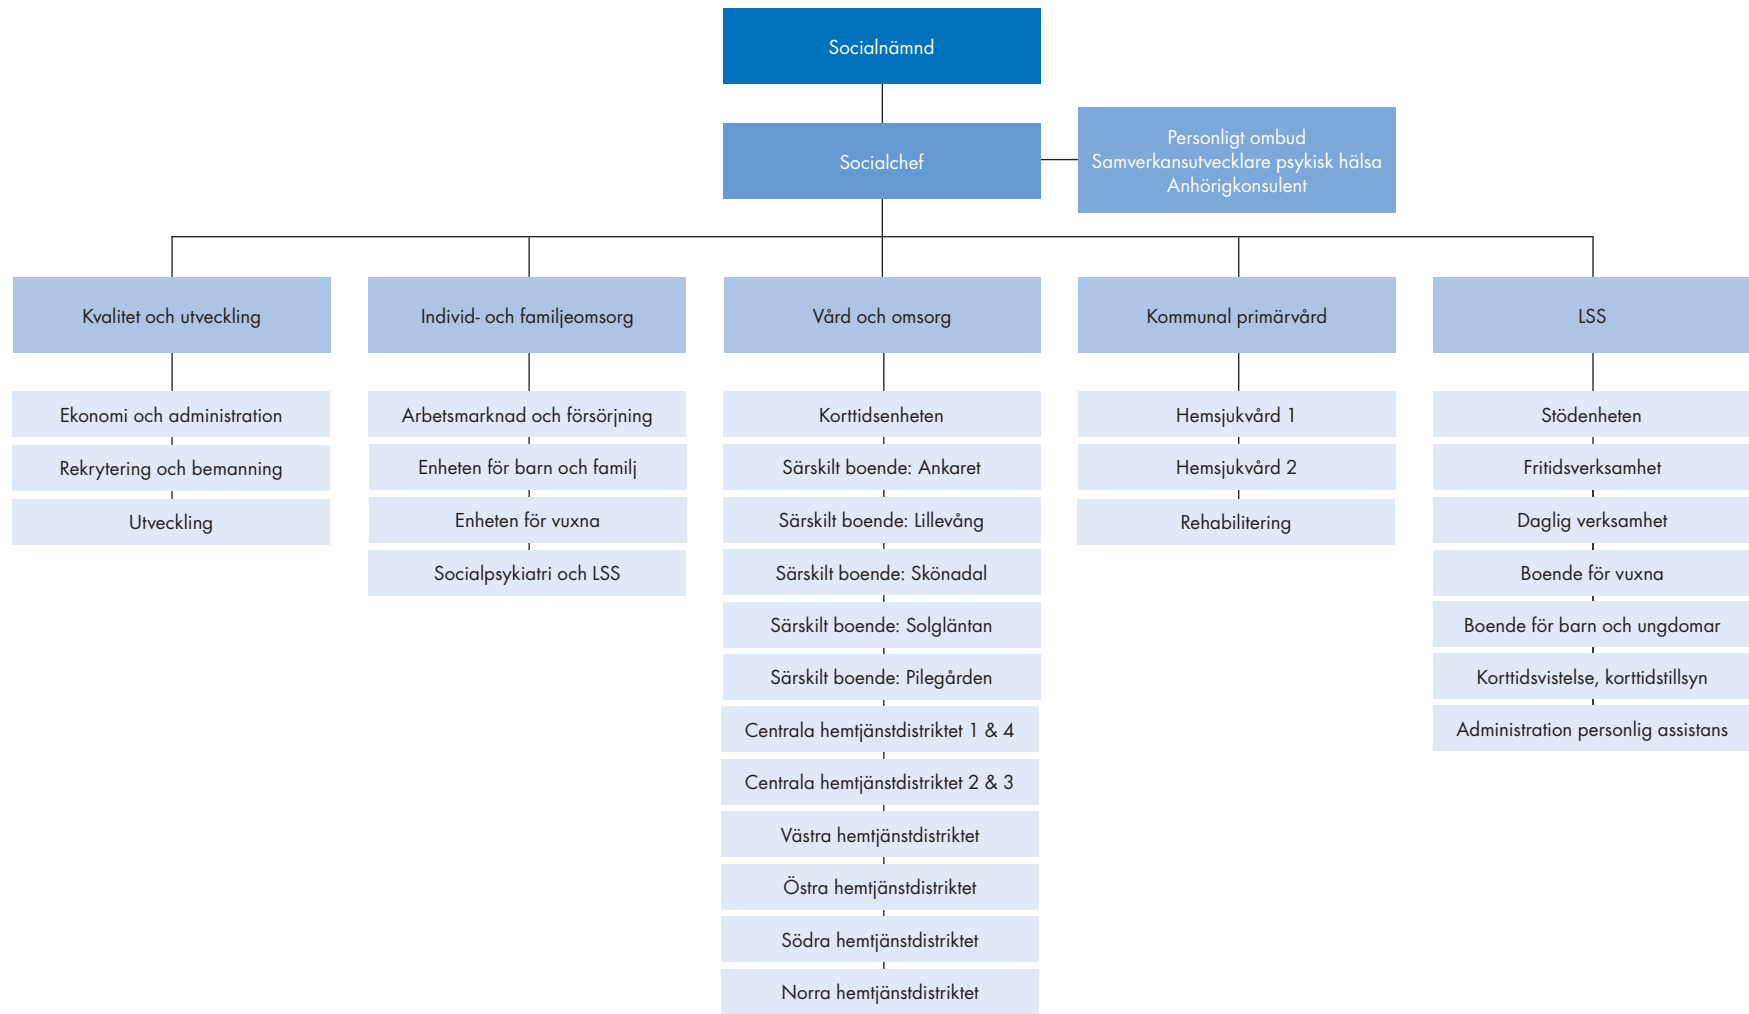 Socialnämnd
Socialchef
Personligt ombud
Samverkansutvecklare psykisk hälsa
Anhörigkonsulent
Kvalitet och utveckling
Ekonomi och administration
Rekrytering och bemanning
Utveckling
Individ- och familjeomsorg
Arbetsmarknad och försörjning
Enheten för barn och familj
Enheten för vuxna
Socialpsykiatri och LSS
Vård och omsorg
Korttidsenheten
Särskilt boende: Ankaret
Särskilt boende: Lillevång
Särskilt boende: Skönadal
Särskilt boende: Solgläntan
Särskilt boende: Pilegården
Centrala hemtjänstdistriktet 1 & 4
Centrala hemtjänstdistriktet 2 & 3
Västra hemtjänstdistriktet
Östra hemtjänstdistriktet
Södra hemtjänstdistriktet
Norra hemtjänstdistriktet
Kommunal primärvård
Hemsjukvård 1
Hemsjukvård 2
Rehabilitering
LSS
Stödenheten
Fritidsverksamhet
Daglig verksamhet
Boende för vuxna
Boende för barn och ungdomar
Korttidsvistelse, korttidstillsyn
Administration personlig assistans